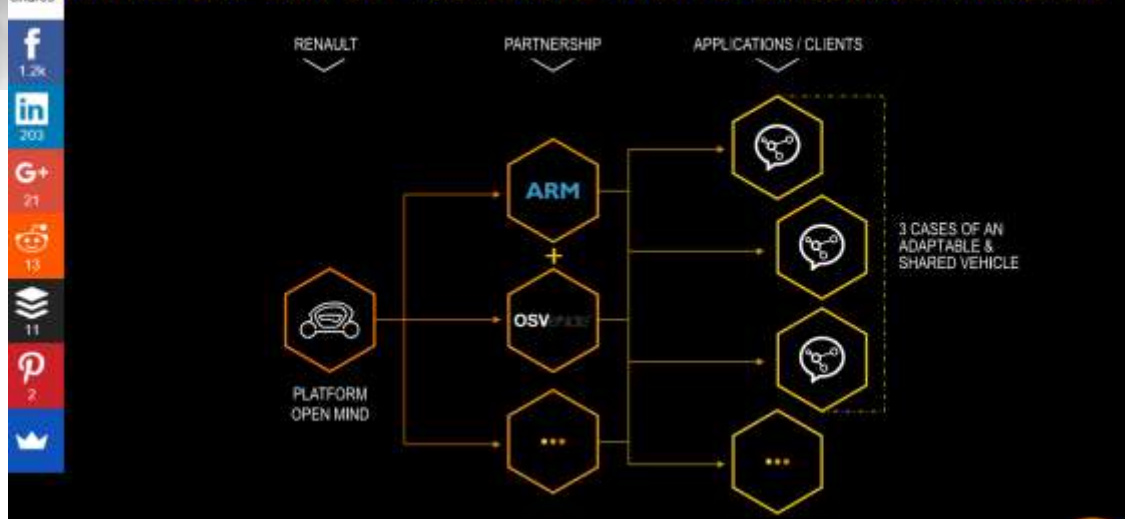 RENAULT
PARTNERSHIP
APPLICATIONS / CLIENTS
f
1.2k
in
203
G+
21
13
11
2
ARM
+
OSV
PLATFORM
OPEN MIND
3 CASES OF AN
ADAPTABLE &
SHARED VEHICLE